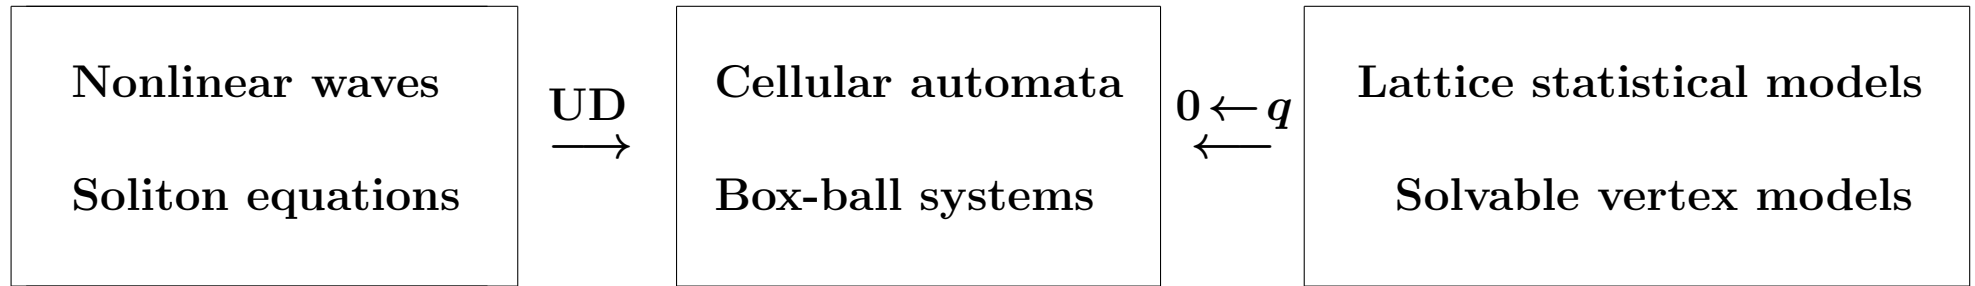 Nonlinear waves
Soliton equations
UD
⟶
Cellular automata
Box-ball systems
0←q
⟵
Lattice statistical models
Solvable vertex models